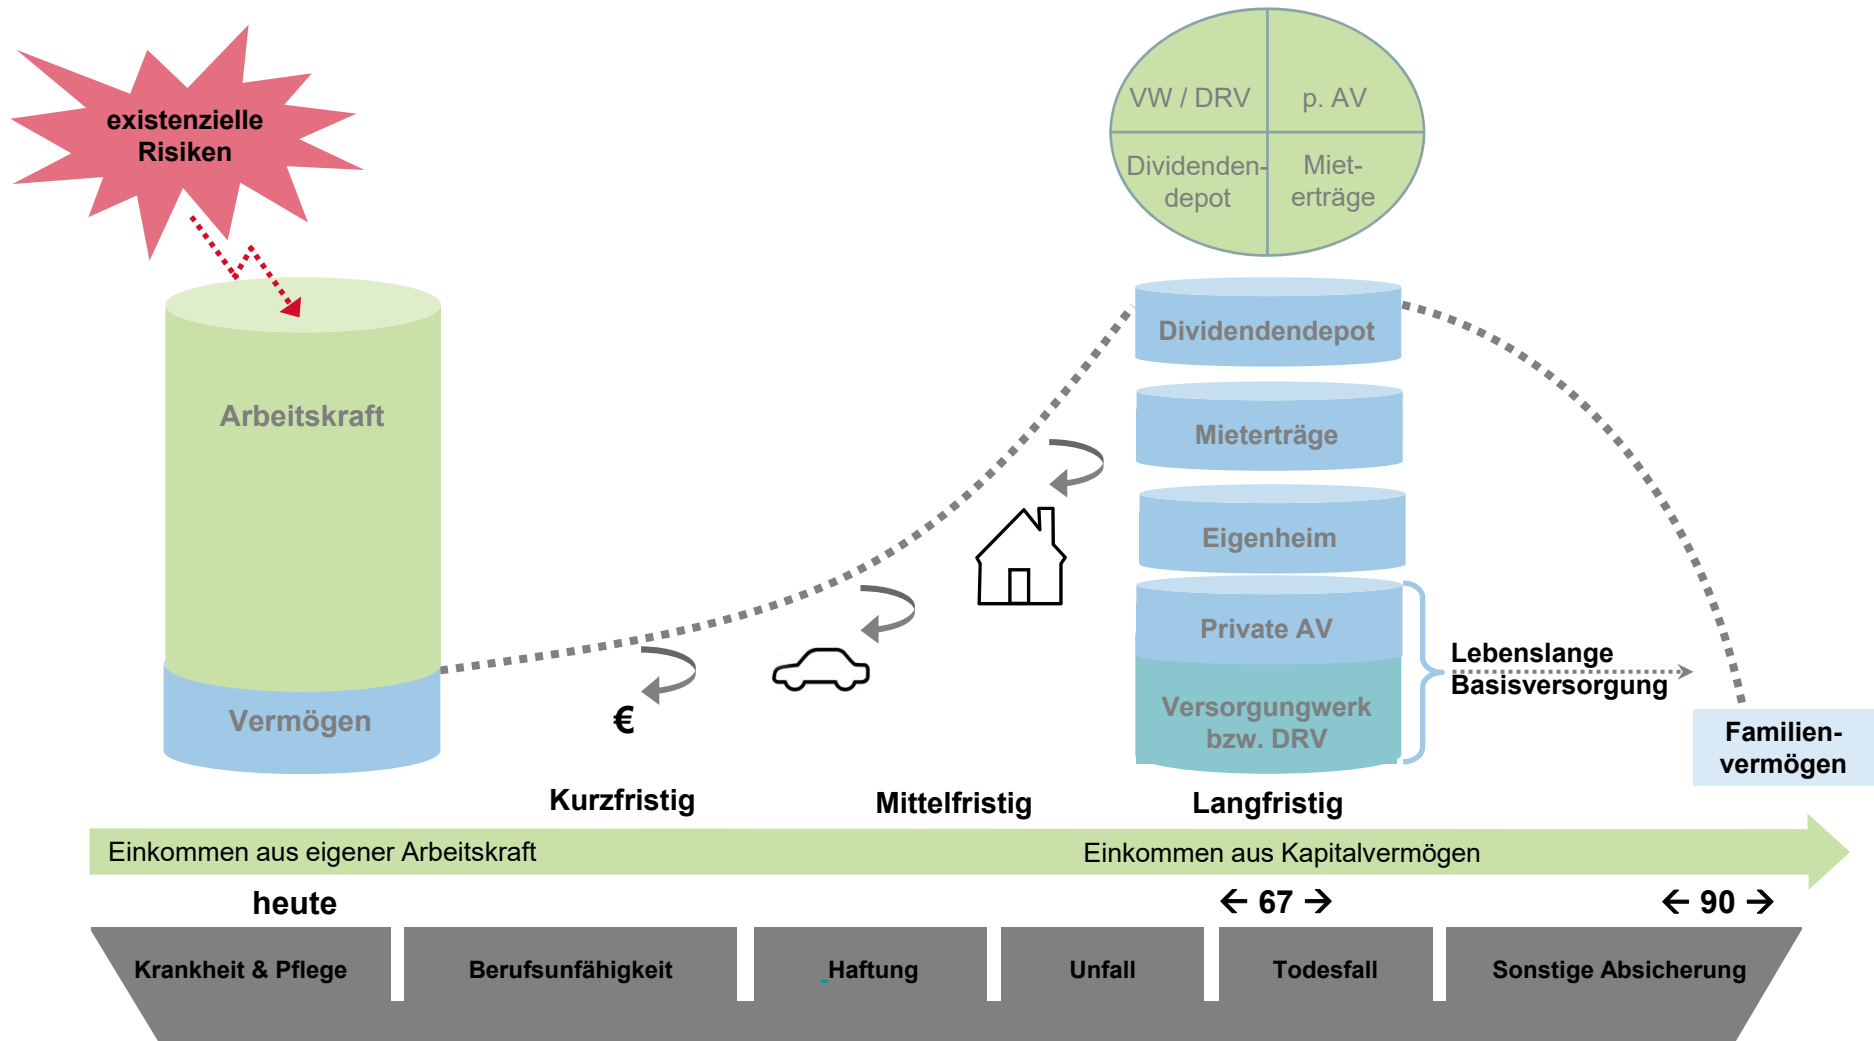 existenzielle
Risiken
VW / DRV
p. AV
Dividenden-
depot
Miet-
erträge
Arbeitskraft
Vermögen
Dividendendepot
Mieterträge
Eigenheim
Private AV
Versorgungwerk
bzw. DRV
Lebenslange
Basisversorgung
Familien-
vermögen
€
Kurzfristig
Mittelfristig
Langfristig
Einkommen aus eigener Arbeitskraft
Einkommen aus Kapitalvermögen
heute
← 67 →
← 90 →
Krankheit & Pflege
Berufsunfähigkeit
Haftung
Unfall
Todesfall
Sonstige Absicherung